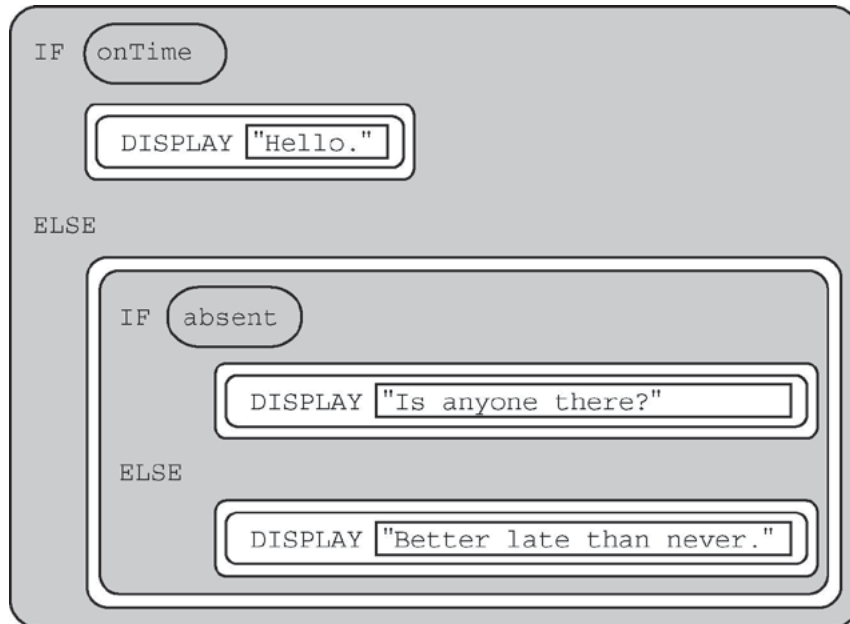 IF onTime
DISPLAY "Hello."
ELSE
IF absent
DISPLAY "Is anyone there?"
ELSE
DISPLAY "Better late than never."